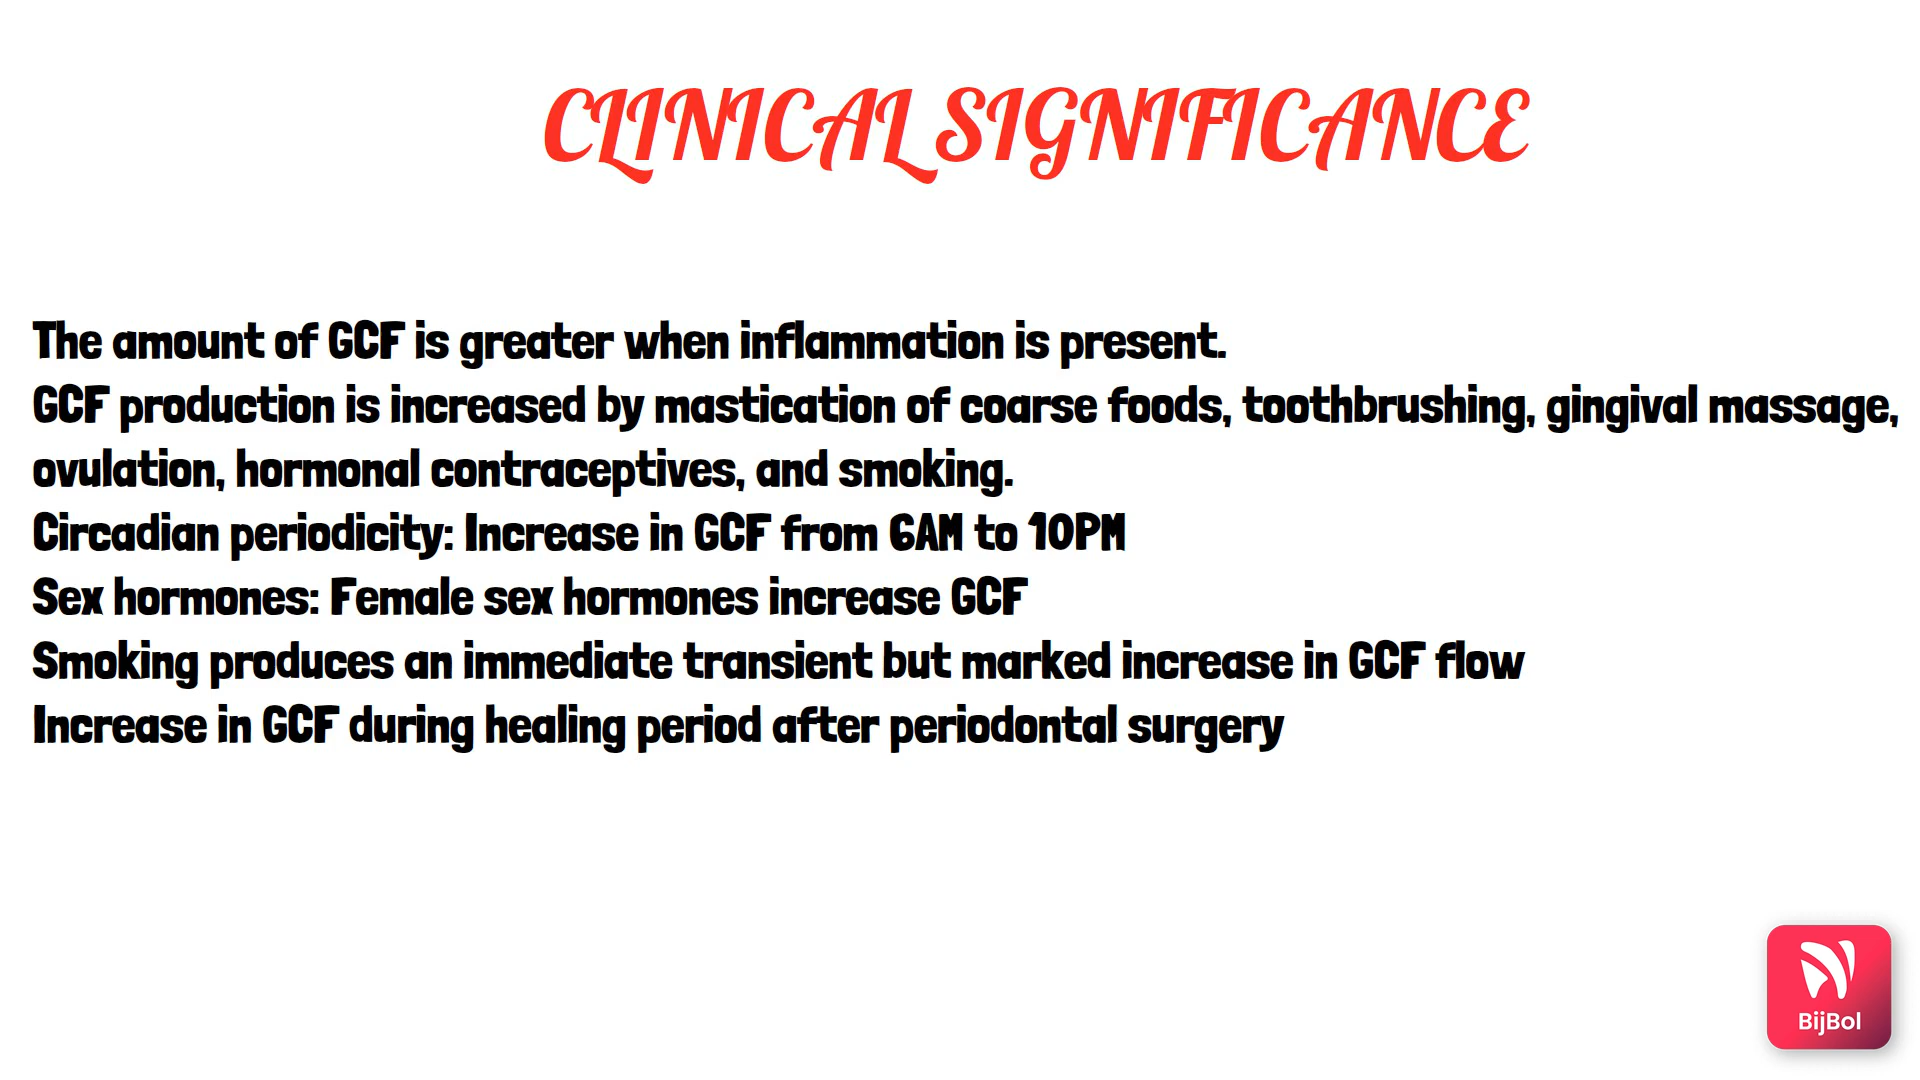 CLINICAL SIGNIFICANCE
The amount of GCF is greater when inflammation is present.
GCF production is increased by mastication of coarse foods, toothbrushing, gingival massage,
ovulation, hormonal contraceptives, and smoking.
Circadian periodicity: Increase in GCF from 6AM to 10PM
Sex hormones: Female sex hormones increase GCF
Smoking produces an immediate transient but marked increase in GCF flow
Increase in GCF during healing period after periodontal surgery
BijBol